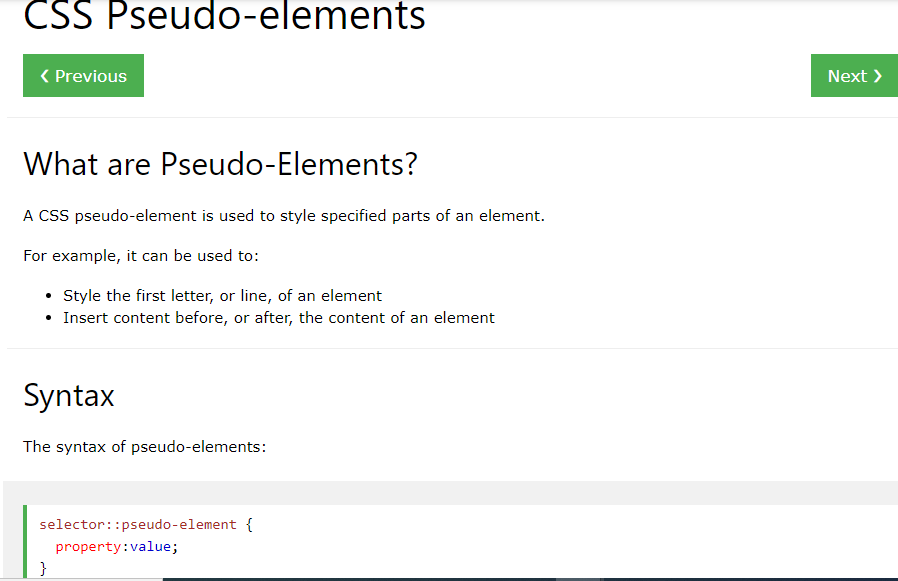 CSS Pseudo-elements
❮ Previous
Next ❯
What are Pseudo-Elements?
A CSS pseudo-element is used to style specified parts of an element.
For example, it can be used to:
• Style the first letter, or line, of an element
• Insert content before, or after, the content of an element
Syntax
The syntax of pseudo-elements:
selector::pseudo-element {
  property:value;
}